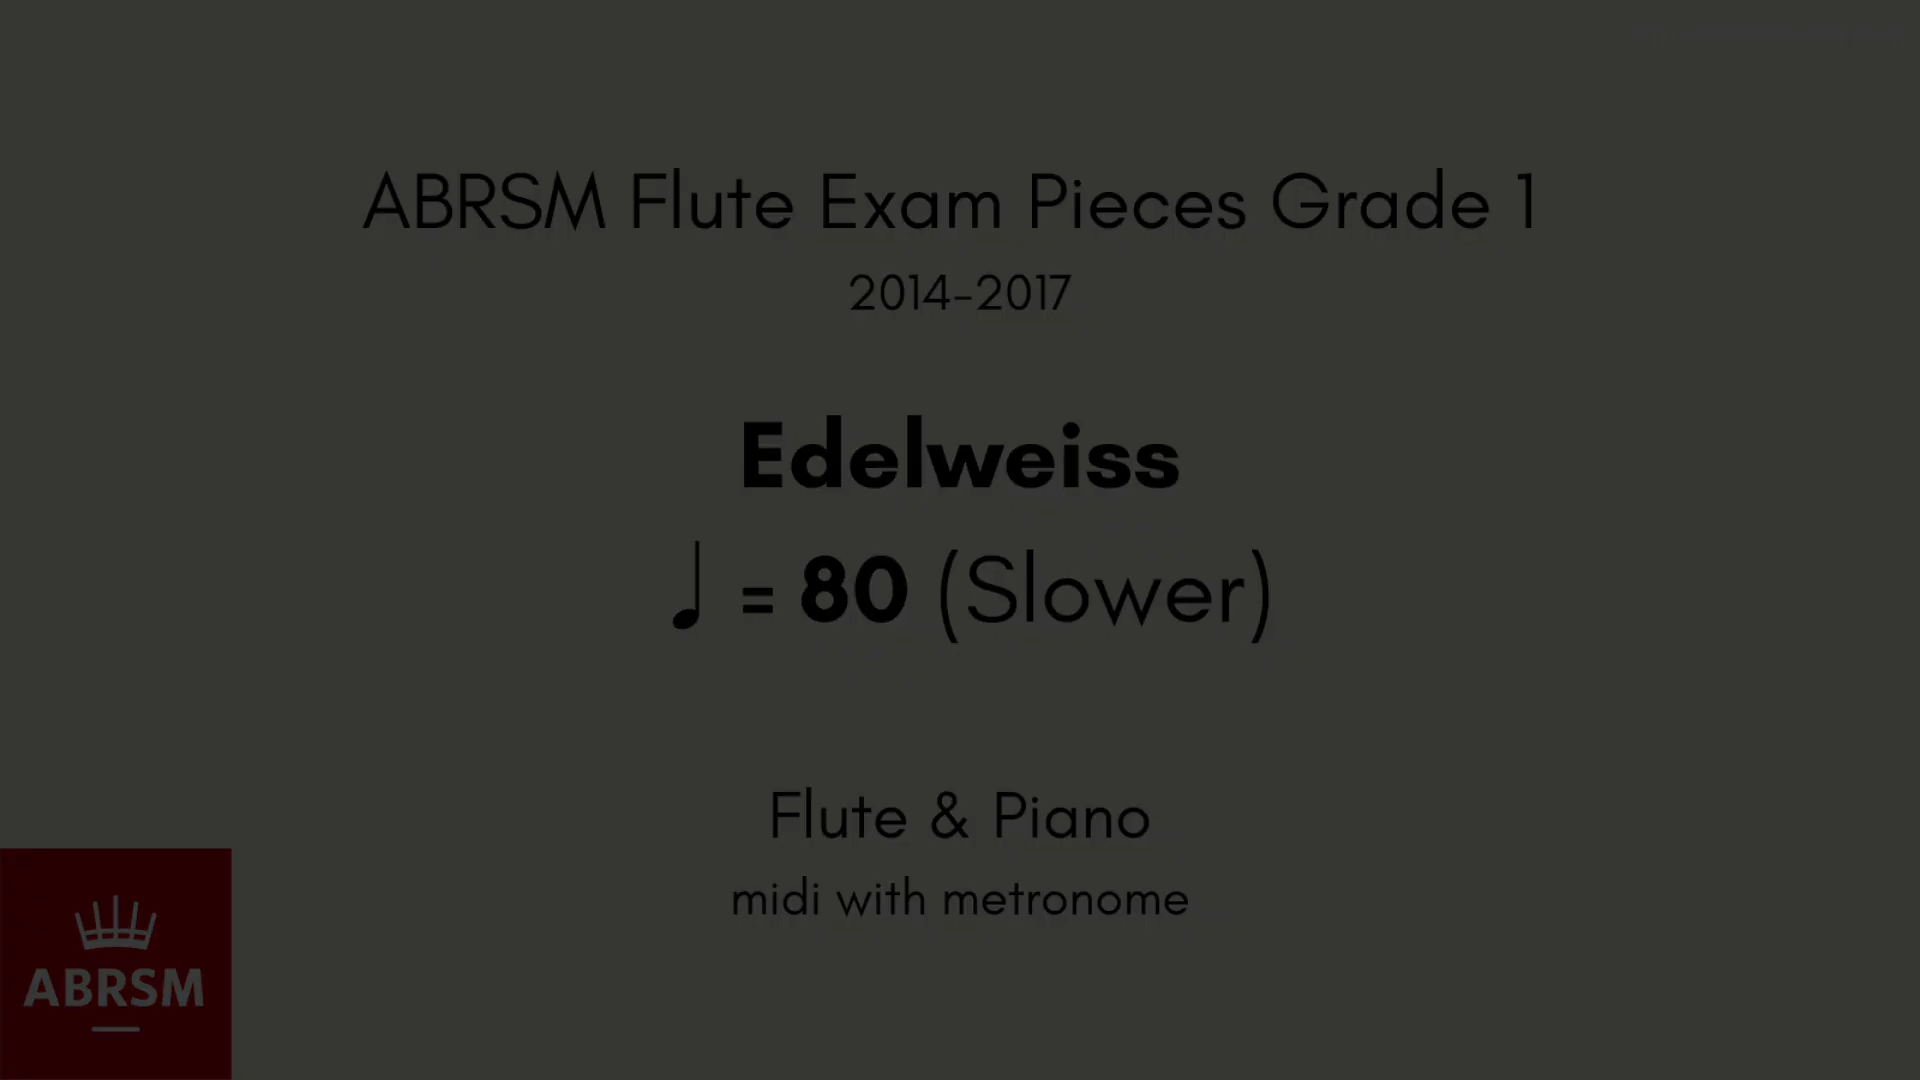 ABRSM Flute Exam Pieces Grade 1
2014-2017
Edelweiss
♩ = 80 (Slower)
Flute & Piano
midi with metronome
ABRSM